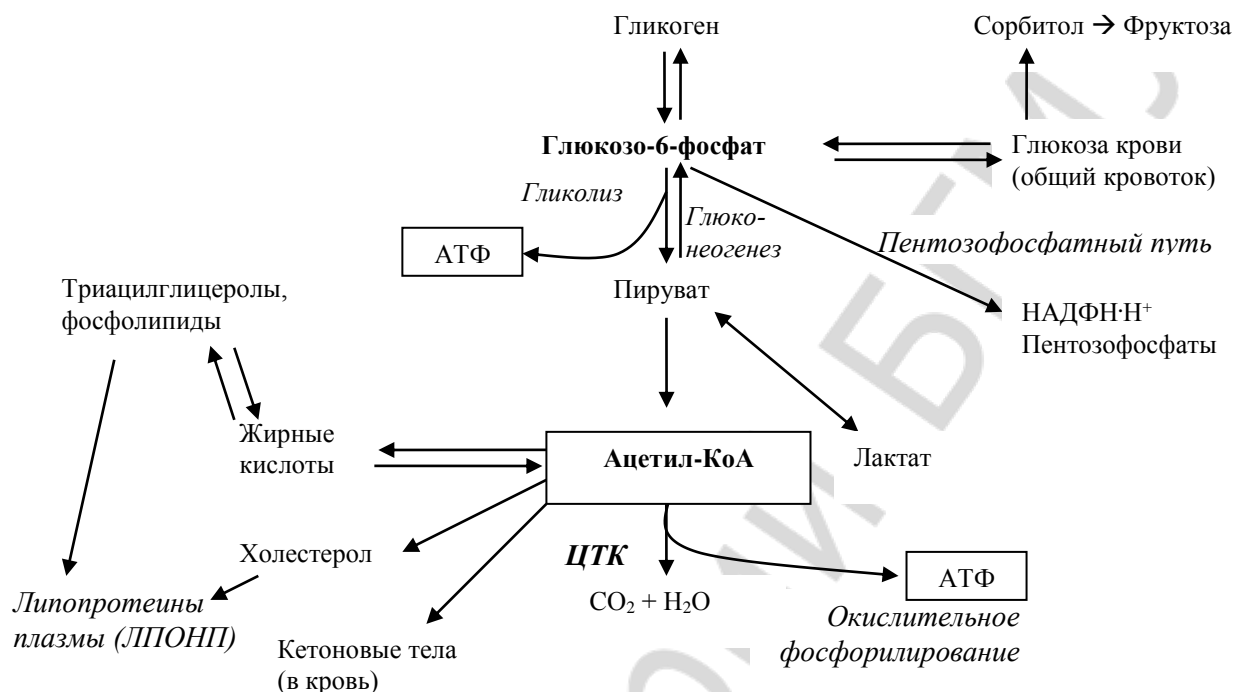 Гликоген
Сорбитол → Фруктоза
Глюкозо-6-фосфат
Глюкоза крови
(общий кровоток)
Гликолиз
Глюко-
неогенез
Пентозофосфатный путь
АТФ
Пируват
Триацилглицеролы,
фосфолипиды
НАДФН·Н⁺
Пентозофосфаты
Жирные
кислоты
Ацетил-КоА
Лактат
Холестерол
ЦТК
АТФ
CO₂ + H₂O
Липопротеины
плазмы (ЛПОНП)
Окислительное
фосфорилирование
Кетоновые тела
(в кровь)